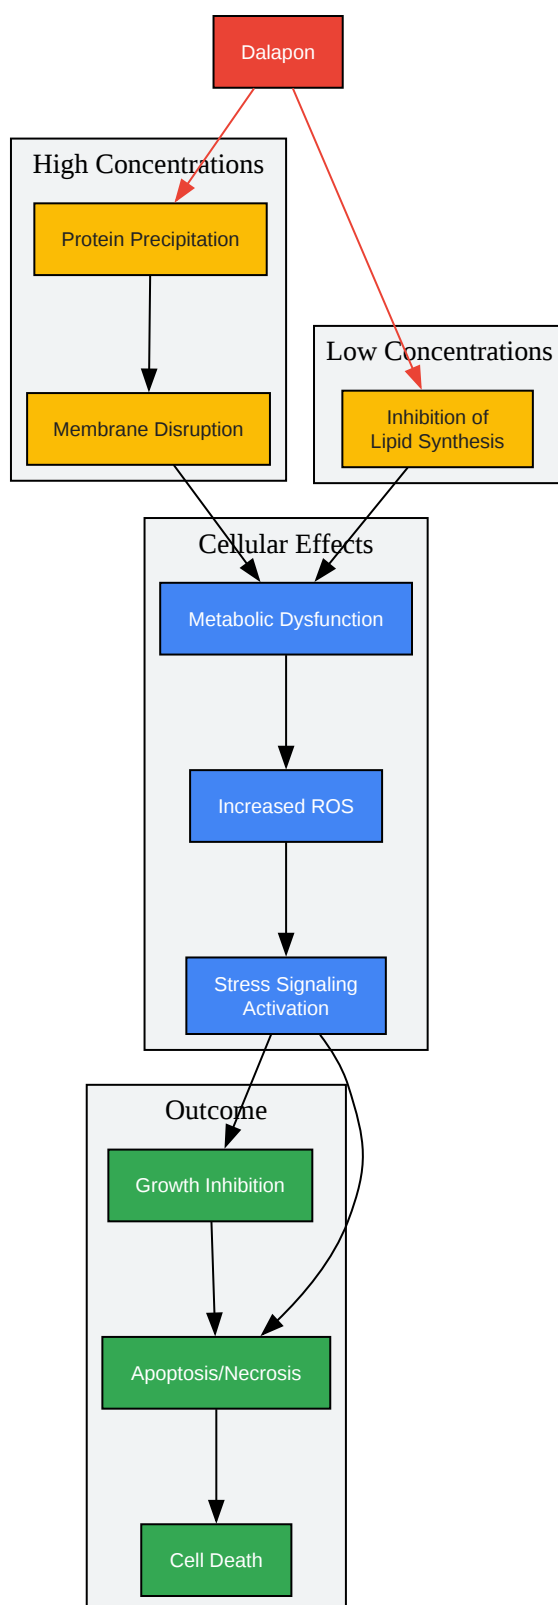 Dalapon
High Concentrations
Protein Precipitation
Membrane Disruption
Low Concentrations
Inhibition of
Lipid Synthesis
Cellular Effects
Metabolic Dysfunction
Increased ROS
Stress Signaling
Activation
Outcome
Growth Inhibition
Apoptosis/Necrosis
Cell Death